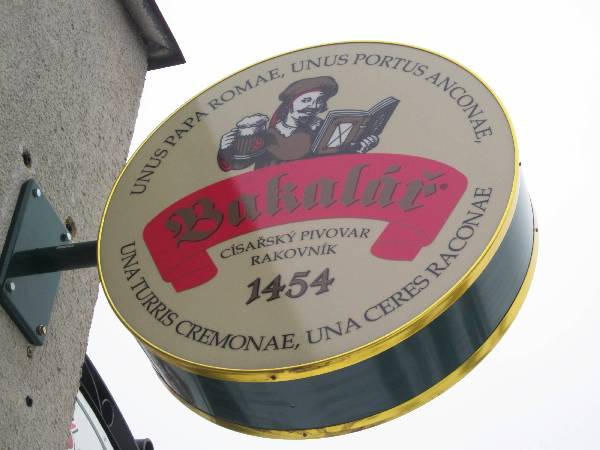 UNUS PAPA ROMAE, UNUS PORTUS ANCONAE,
Bakalář®
CÍSAŘSKÝ PIVOVAR
RAKOVNÍK
1454
UNA TURRIS CREMONAE, UNA CERES RACONAE